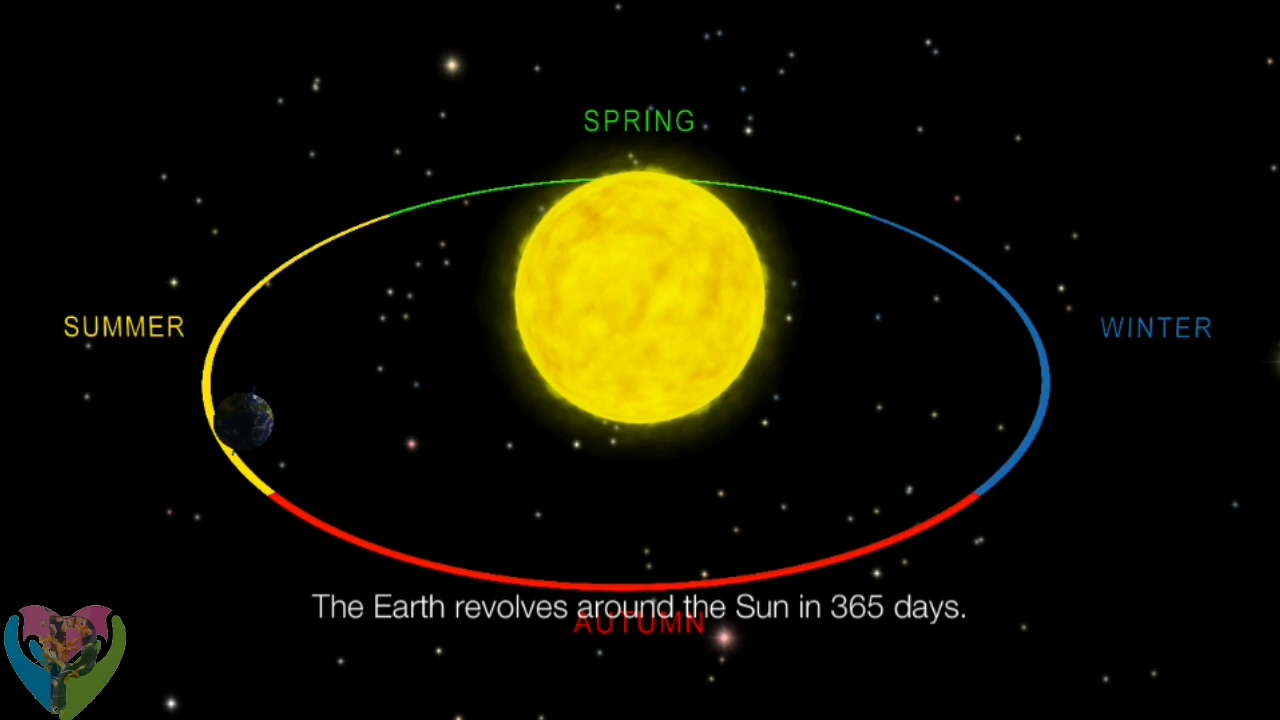 SPRING
SUMMER
WINTER
The Earth revolves around the Sun in 365 days.
AUTUMN